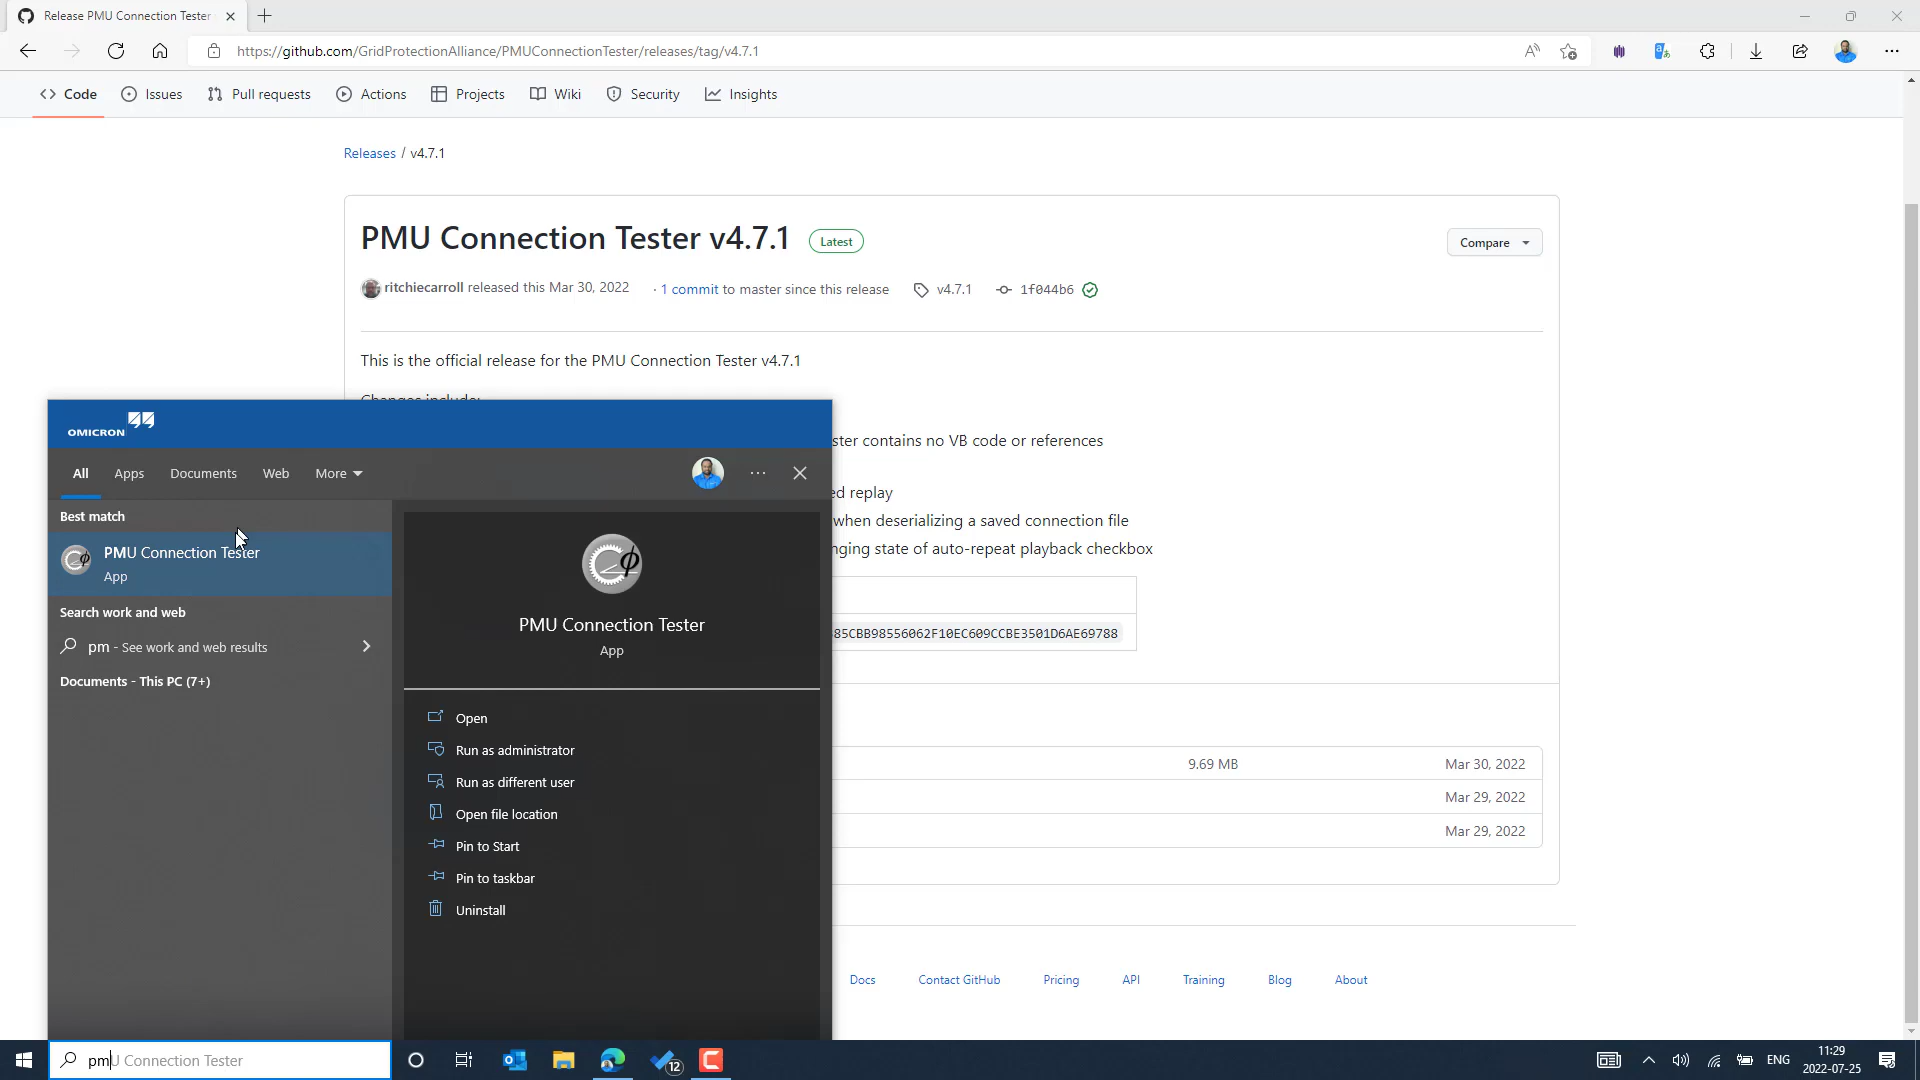 Release PMU Connection Tester
https://github.com/GridProtectionAlliance/PMUConnectionTester/releases/tag/v4.7.1
Code Issues Pull requests Actions Projects Wiki Security Insights
Releases / v4.7.1
PMU Connection Tester v4.7.1 Latest
Compare
ritchiecarroll released this Mar 30, 2022 · 1 commit to master since this release v4.7.1 1f044b6
This is the official release for the PMU Connection Tester v4.7.1
Changes include:
ster contains no VB code or references
ed replay
when deserializing a saved connection file
nging state of auto-repeat playback checkbox
85CBB98556062F10EC609CCBE3501D6AE69788
9.69 MB Mar 30, 2022
Mar 29, 2022
Mar 29, 2022
Docs Contact GitHub Pricing API Training Blog About
OMICRON
All Apps Documents Web More
Best match
PMU Connection Tester
App
Search work and web
pm - See work and web results
Documents - This PC (7+)
PMU Connection Tester
App
Open
Run as administrator
Run as different user
Open file location
Pin to Start
Pin to taskbar
Uninstall
pmU Connection Tester
12
ENG
11:29
2022-07-25